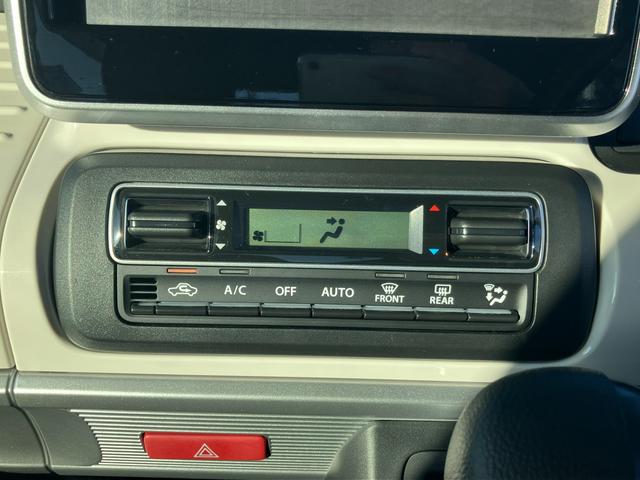 A/C OFF AUTO FRONT REAR